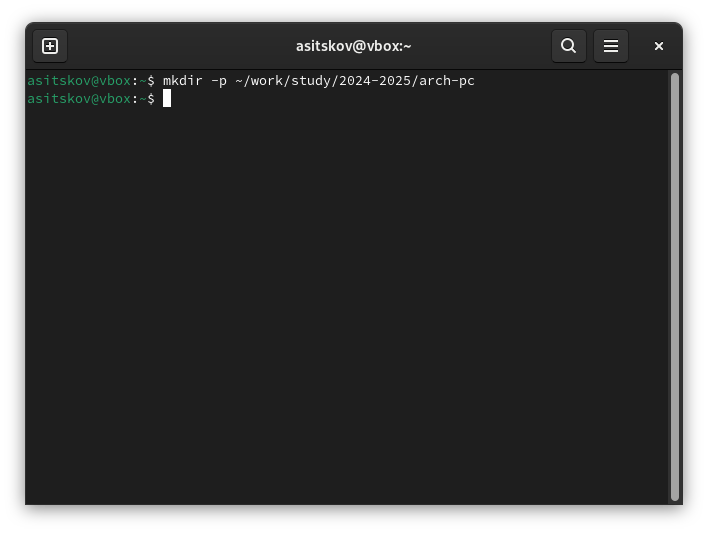 asitskov@vbox:~
asitskov@vbox:~$ mkdir -p ~/work/study/2024-2025/arch-pc
asitskov@vbox:~$